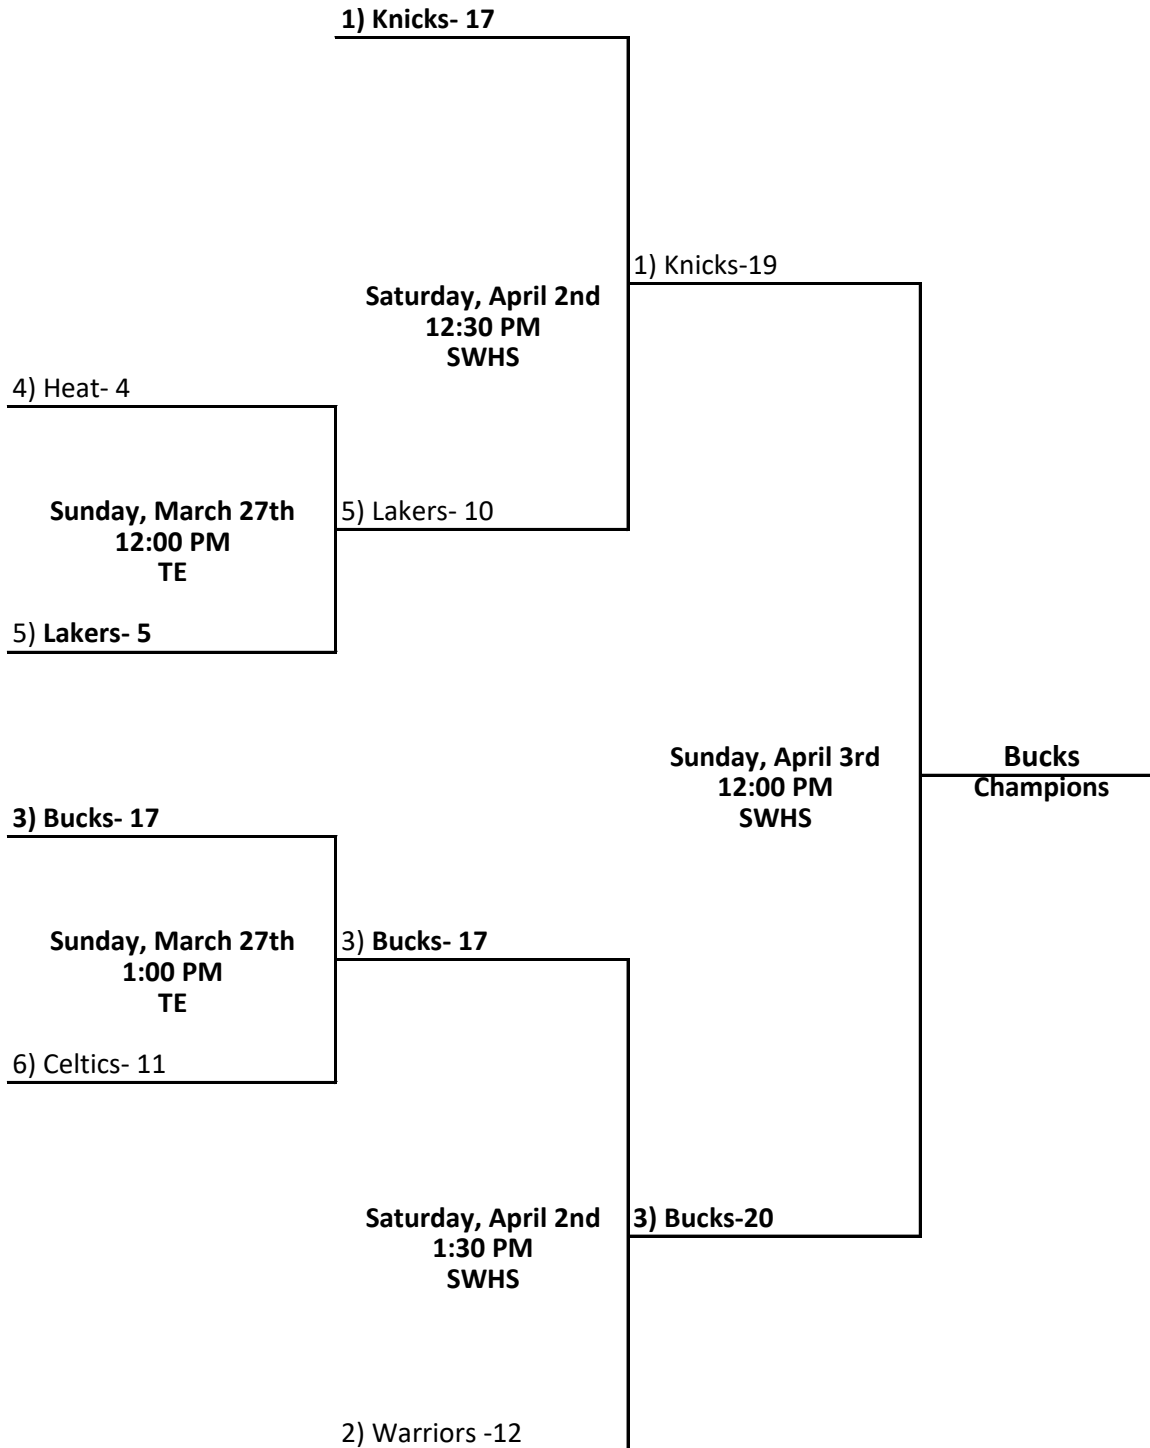 1) Knicks- 17
1) Knicks-19
Saturday, April 2nd
12:30 PM
SWHS
4) Heat- 4
Sunday, March 27th
12:00 PM
TE
5) Lakers- 10
5) Lakers- 5
Sunday, April 3rd
12:00 PM
SWHS
Bucks
Champions
3) Bucks- 17
Sunday, March 27th
1:00 PM
TE
3) Bucks- 17
6) Celtics- 11
Saturday, April 2nd
1:30 PM
SWHS
3) Bucks-20
2) Warriors -12